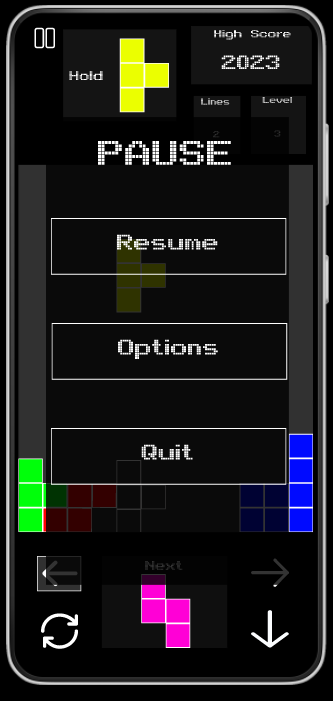 High Score
2023
Hold
Lines
Level
2
3
PAUSE
Resume
Options
Quit
Next